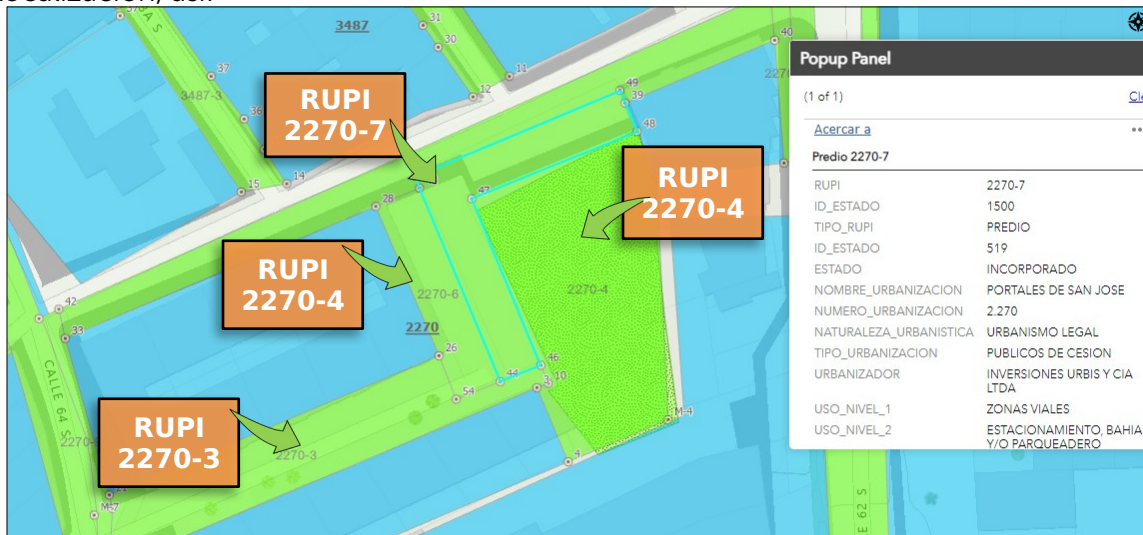 3487
31
30
40
37
11
3487-3
12
36
14
15
49
39
48
47
28
RUPI
2270-7
RUPI
2270-4
RUPI
2270-4
RUPI
2270-3
2270-6
2270-4
2270
42
33
26
46
44
3 10
54
M-4
4
2270-3
CALLE 64 S
M-7
E 62 S
Popup Panel
(1 of 1)
Acercar a
Predio 2270-7
RUPI 2270-7
ID_ESTADO 1500
TIPO_RUPI PREDIO
ID_ESTADO 519
ESTADO INCORPORADO
NOMBRE_URBANIZACION PORTALES DE SAN JOSE
NUMERO_URBANIZACION 2.270
NATURALEZA_URBANISTICA URBANISMO LEGAL
TIPO_URBANIZACION PUBLICOS DE CESION
URBANIZADOR INVERSIONES URBIS Y CIA
LTDA
USO_NIVEL_1 ZONAS VIALES
USO_NIVEL_2 ESTACIONAMIENTO, BAHIA
Y/O PARQUEADERO